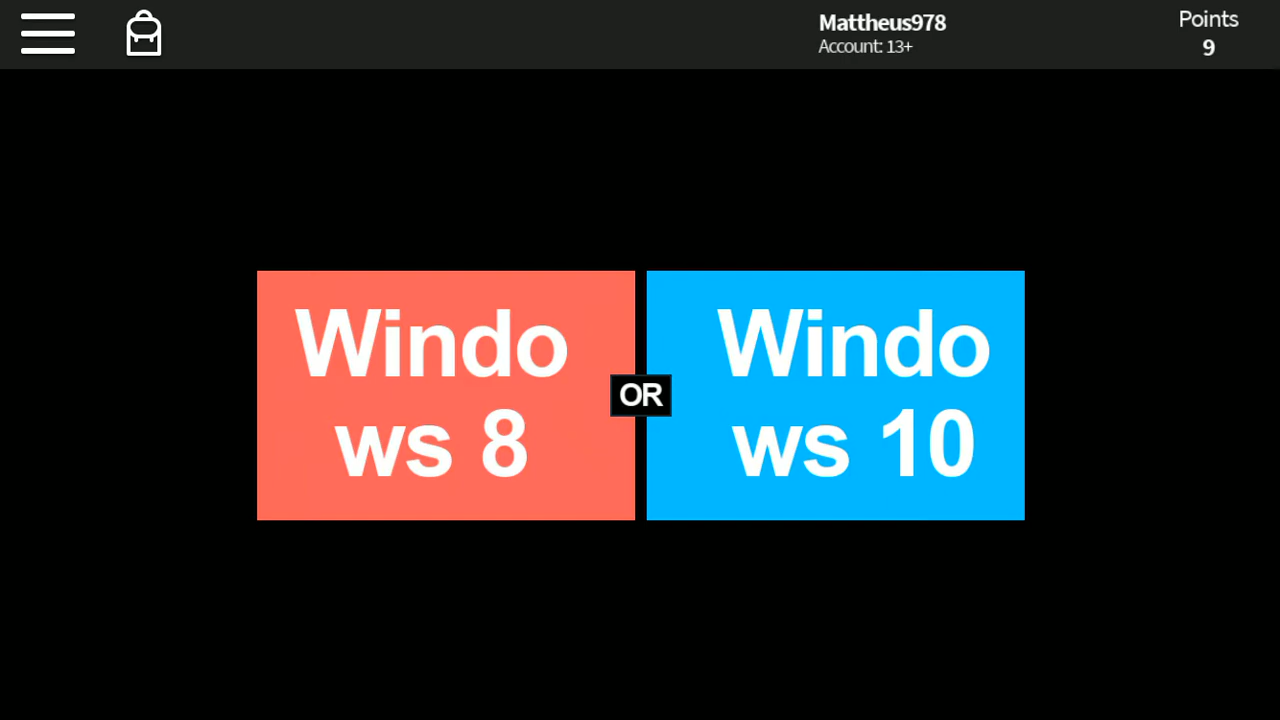 Mattheus978
Account: 13+
Points
9
Windo
ws 8
OR
Windo
ws 10